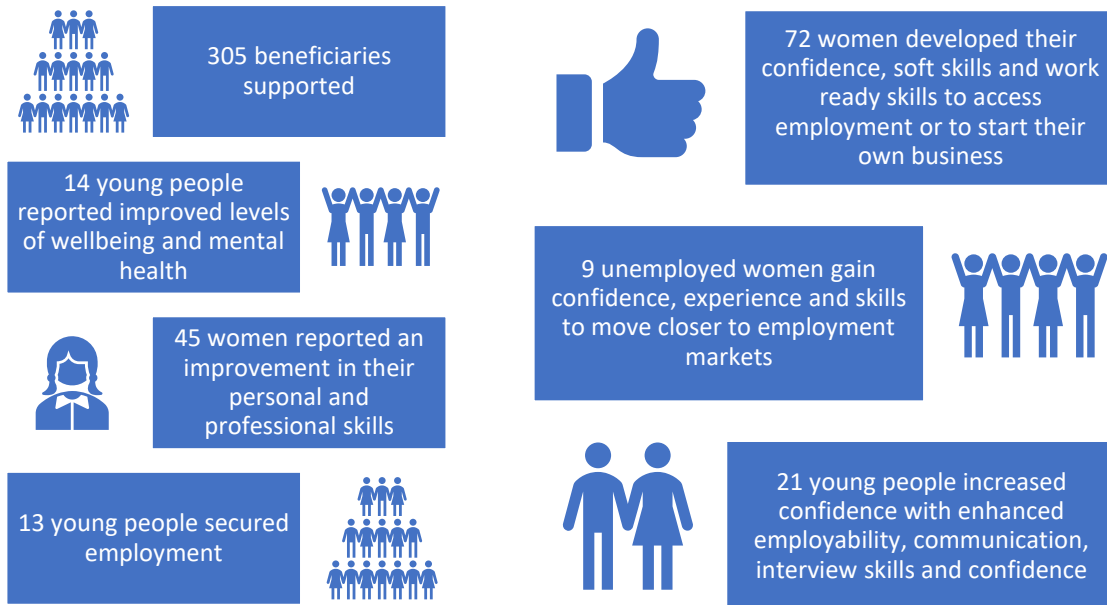 305 beneficiaries
supported
14 young people
reported improved levels
of wellbeing and mental
health
45 women reported an
improvement in their
personal and
professional skills
13 young people secured
employment
72 women developed their
confidence, soft skills and work
ready skills to access
employment or to start their
own business
9 unemployed women gain
confidence, experience and skills
to move closer to employment
markets
21 young people increased
confidence with enhanced
employability, communication,
interview skills and confidence